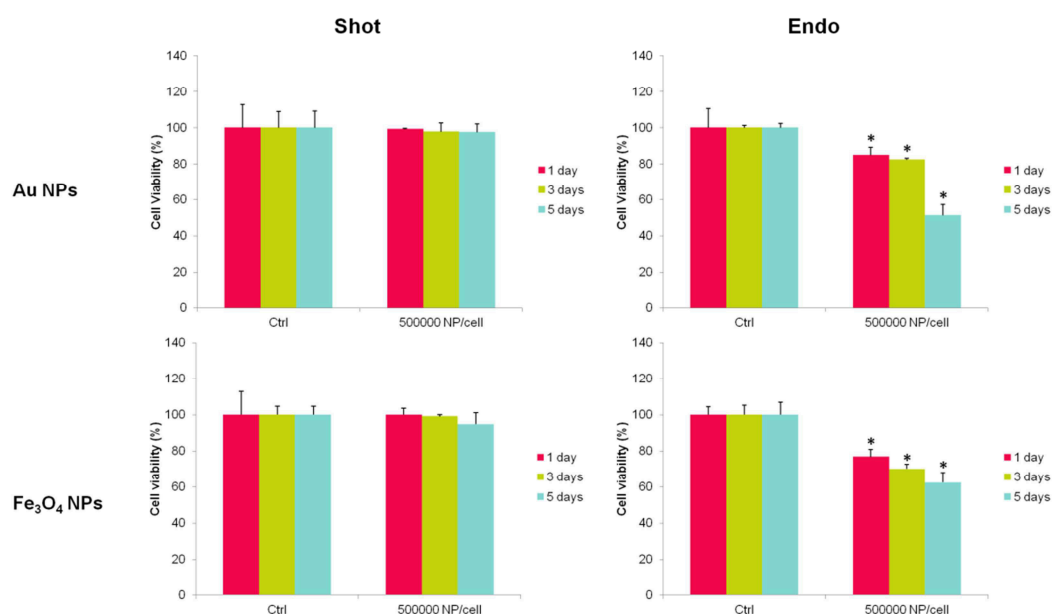 Shot
Endo
Au NPs
Cell Viability (%)
140
120
100
80
60
40
20
0
*
*
*
Ctrl
500000 NP/cell
1 day
3 days
5 days
Cell Viability (%)
140
120
100
80
60
40
20
0
Ctrl
500000 NP/cell
1 day
3 days
5 days
Fe₃O₄ NPs
Cell viability (%)
140
120
100
80
60
40
20
0
Ctrl
500000 NP/cell
1 day
3 days
5 days
Cell viability (%)
140
120
100
80
60
40
20
0
*
*
*
Ctrl
500000 NP/cell
1 day
3 days
5 days